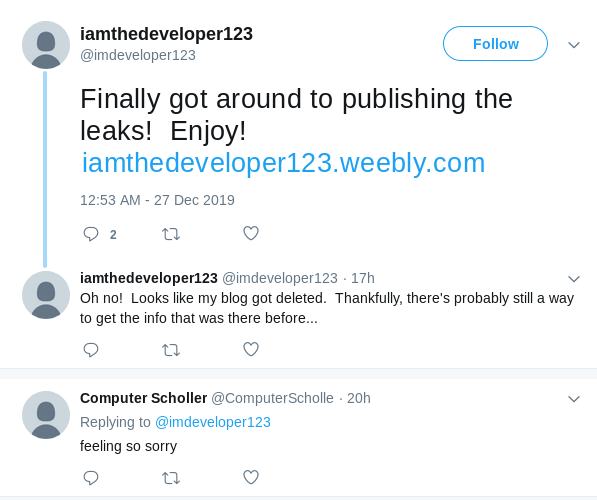 iamthedeveloper123
@imdeveloper123
Follow
Finally got around to publishing the
leaks!  Enjoy!
iamthedeveloper123.weebly.com
12:53 AM - 27 Dec 2019
2
iamthedeveloper123 @imdeveloper123 · 17h
Oh no!  Looks like my blog got deleted.  Thankfully, there's probably still a way
to get the info that was there before...
Computer Scholler @ComputerScholle · 20h
Replying to @imdeveloper123
feeling so sorry